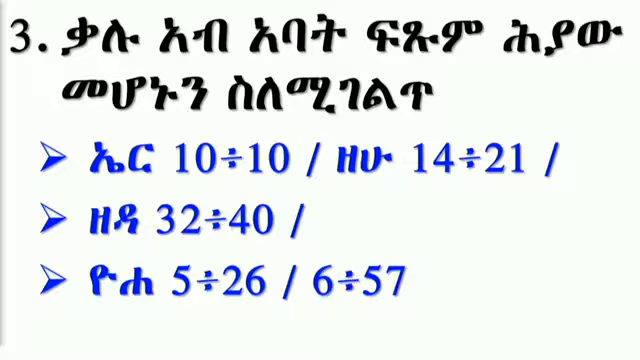 3. ቃሉ አብ አባት ፍጹም ሕያው
መሆኑን ስለሚገልጥ
➢ ኤር 10÷10 / ዘሁ 14÷21 /
➢ ዘዳ 32÷40 /
➢ ዮሐ 5÷26 / 6÷57